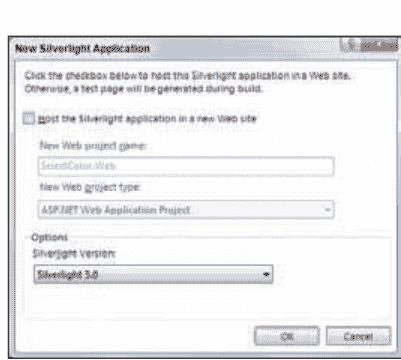 New Silverlight Application
Click the checkbox below to host this Silverlight application in a Web site.
Otherwise, a test page will be generated during build.
Host the Silverlight application in a new Web site
New Web project name:
SelectColor.Web
New Web project type:
ASP.NET Web Application Project
Options
Silverlight Version:
Silverlight 3.0
OK
Cancel